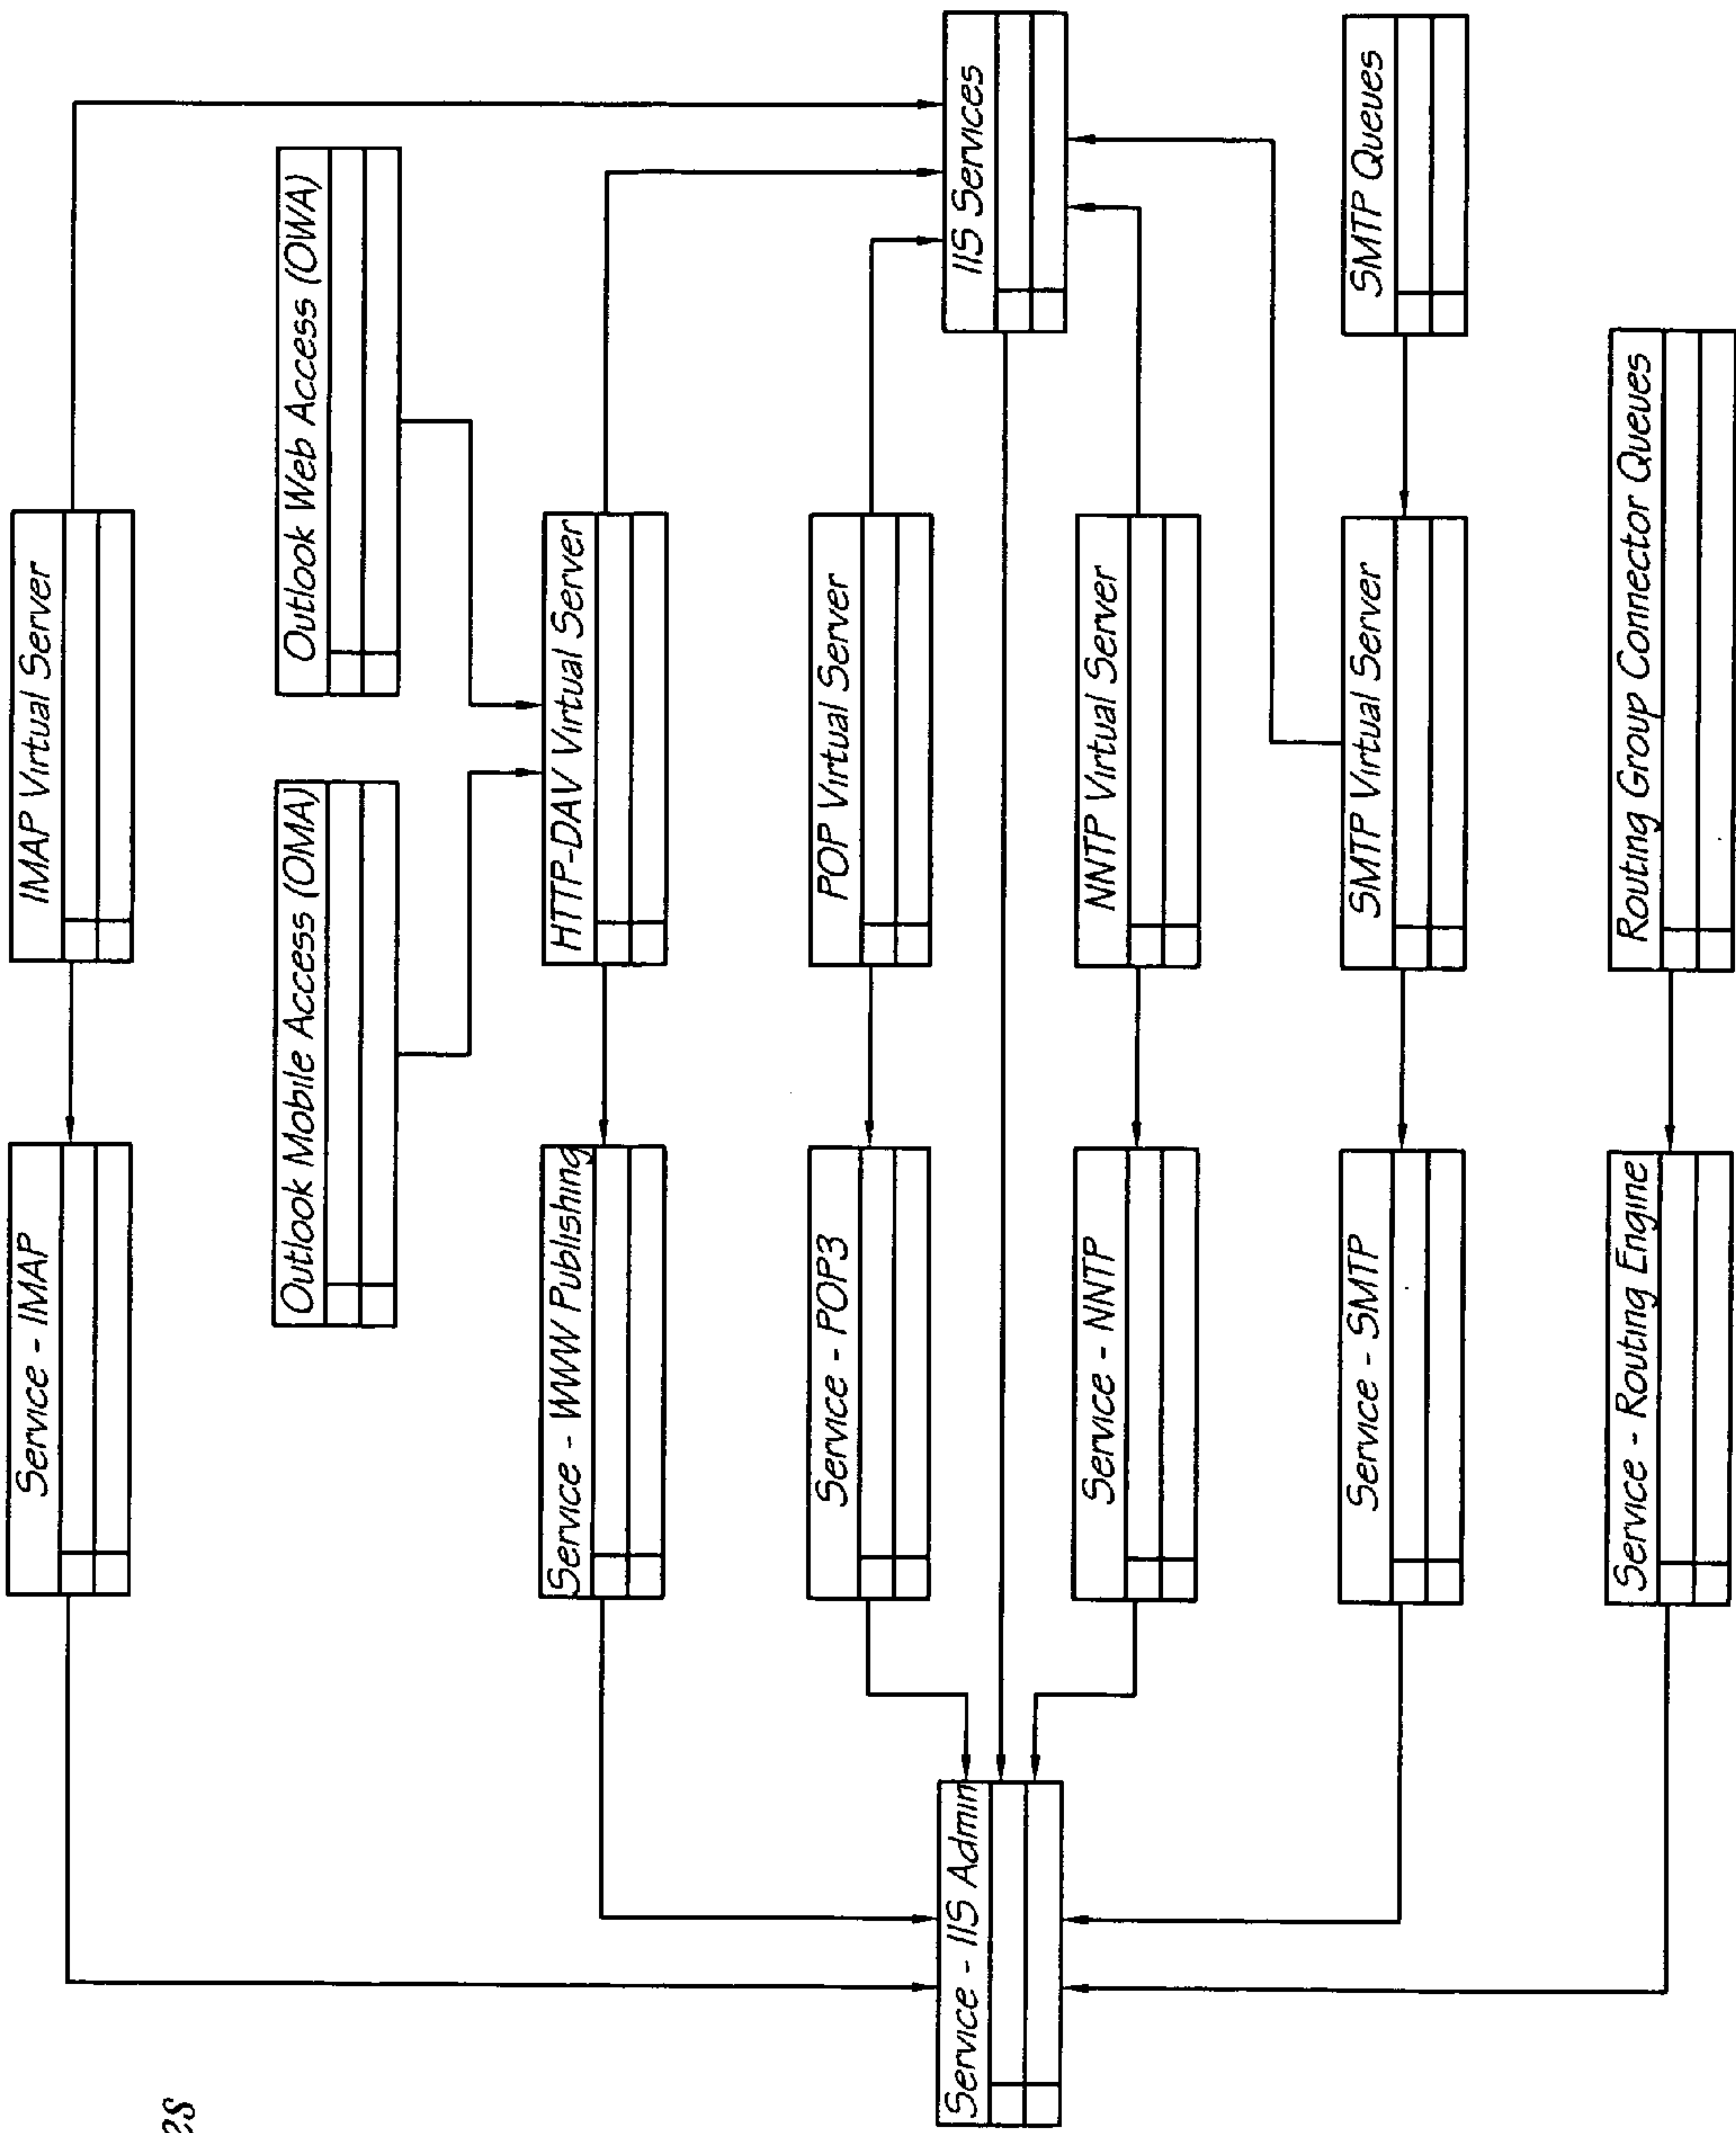 es
IMAP Virtual Server
Service - IMAP
Outlook Web Access (OWA)
Outlook Mobile Access (OMA)
HTTP-DAV Virtual Server
Service - WWW Publishing
POP Virtual Server
Service - POP3
IIS Services
Service - IIS Admin
NNTP Virtual Server
Service - NNTP
SMTP Queues
SMTP Virtual Server
Service - SMTP
Routing Group Connector Queues
Service - Routing Engine